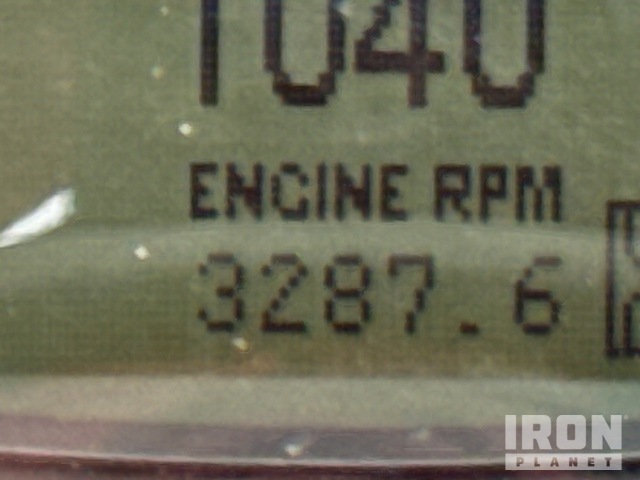 1040
ENGINE RPM
3287.6
IRON
PLANET